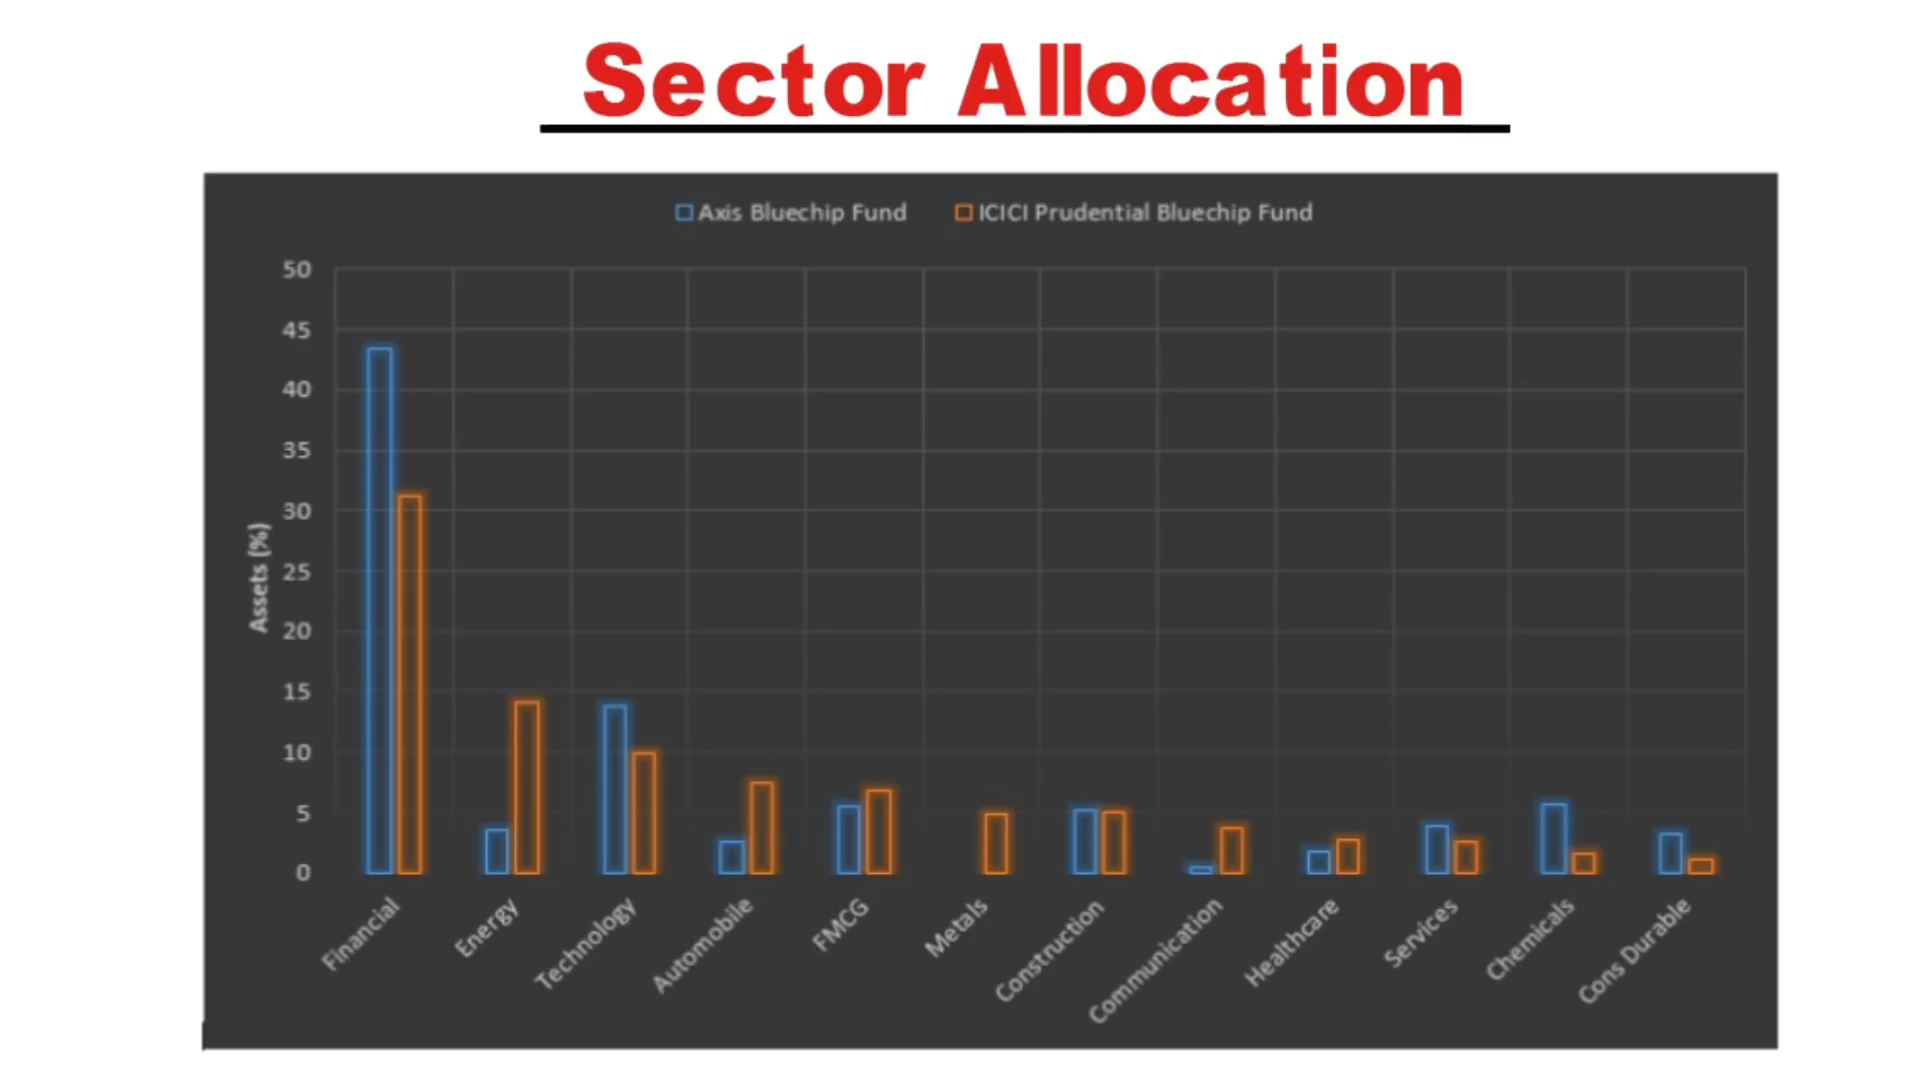 Sector Allocation
Axis Bluechip Fund
ICICI Prudential Bluechip Fund
50
45
40
35
30
25
20
15
10
5
0
Assets (%)
Financial
Energy
Technology
Automobile
FMCG
Metals
Construction
Communication
Healthcare
Services
Chemicals
Cons Durable